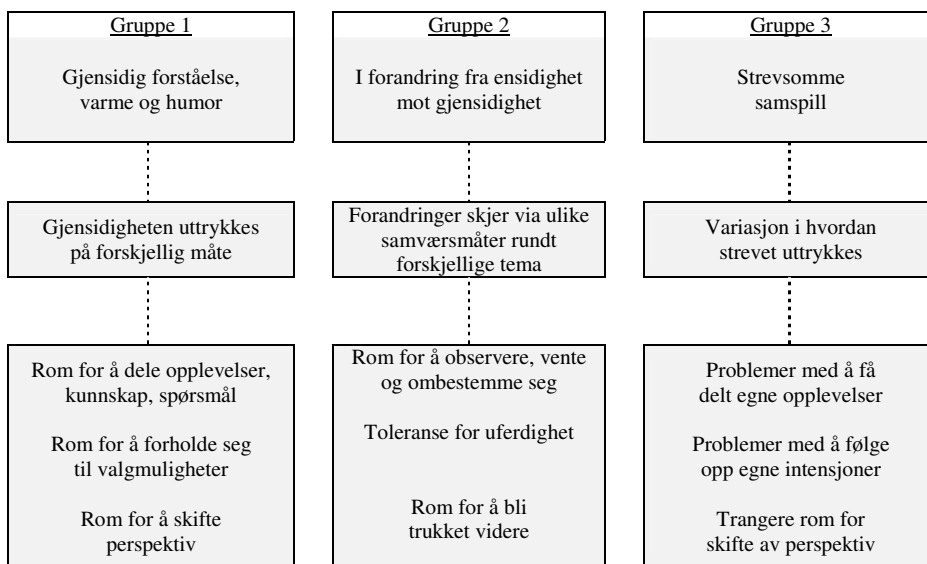 Gruppe 1
Gjensidig forståelse,
varme og humor
Gjensidigheten uttrykkes
på forskjellig måte
Rom for å dele opplevelser,
kunnskap, spørsmål
Rom for å forholde seg
til valgmuligheter
Rom for å skifte
perspektiv
Gruppe 2
I forandring fra ensidighet
mot gjensidighet
Forandringer skjer via ulike
samværsmåter rundt
forskjellige tema
Rom for å observere, vente
og ombestemme seg
Toleranse for uferdighet
Rom for å bli
trukket videre
Gruppe 3
Strevsomme
samspill
Variasjon i hvordan
strevet uttrykkes
Problemer med å få
delt egne opplevelser
Problemer med å følge
opp egne intensjoner
Trangere rom for
skifte av perspektiv